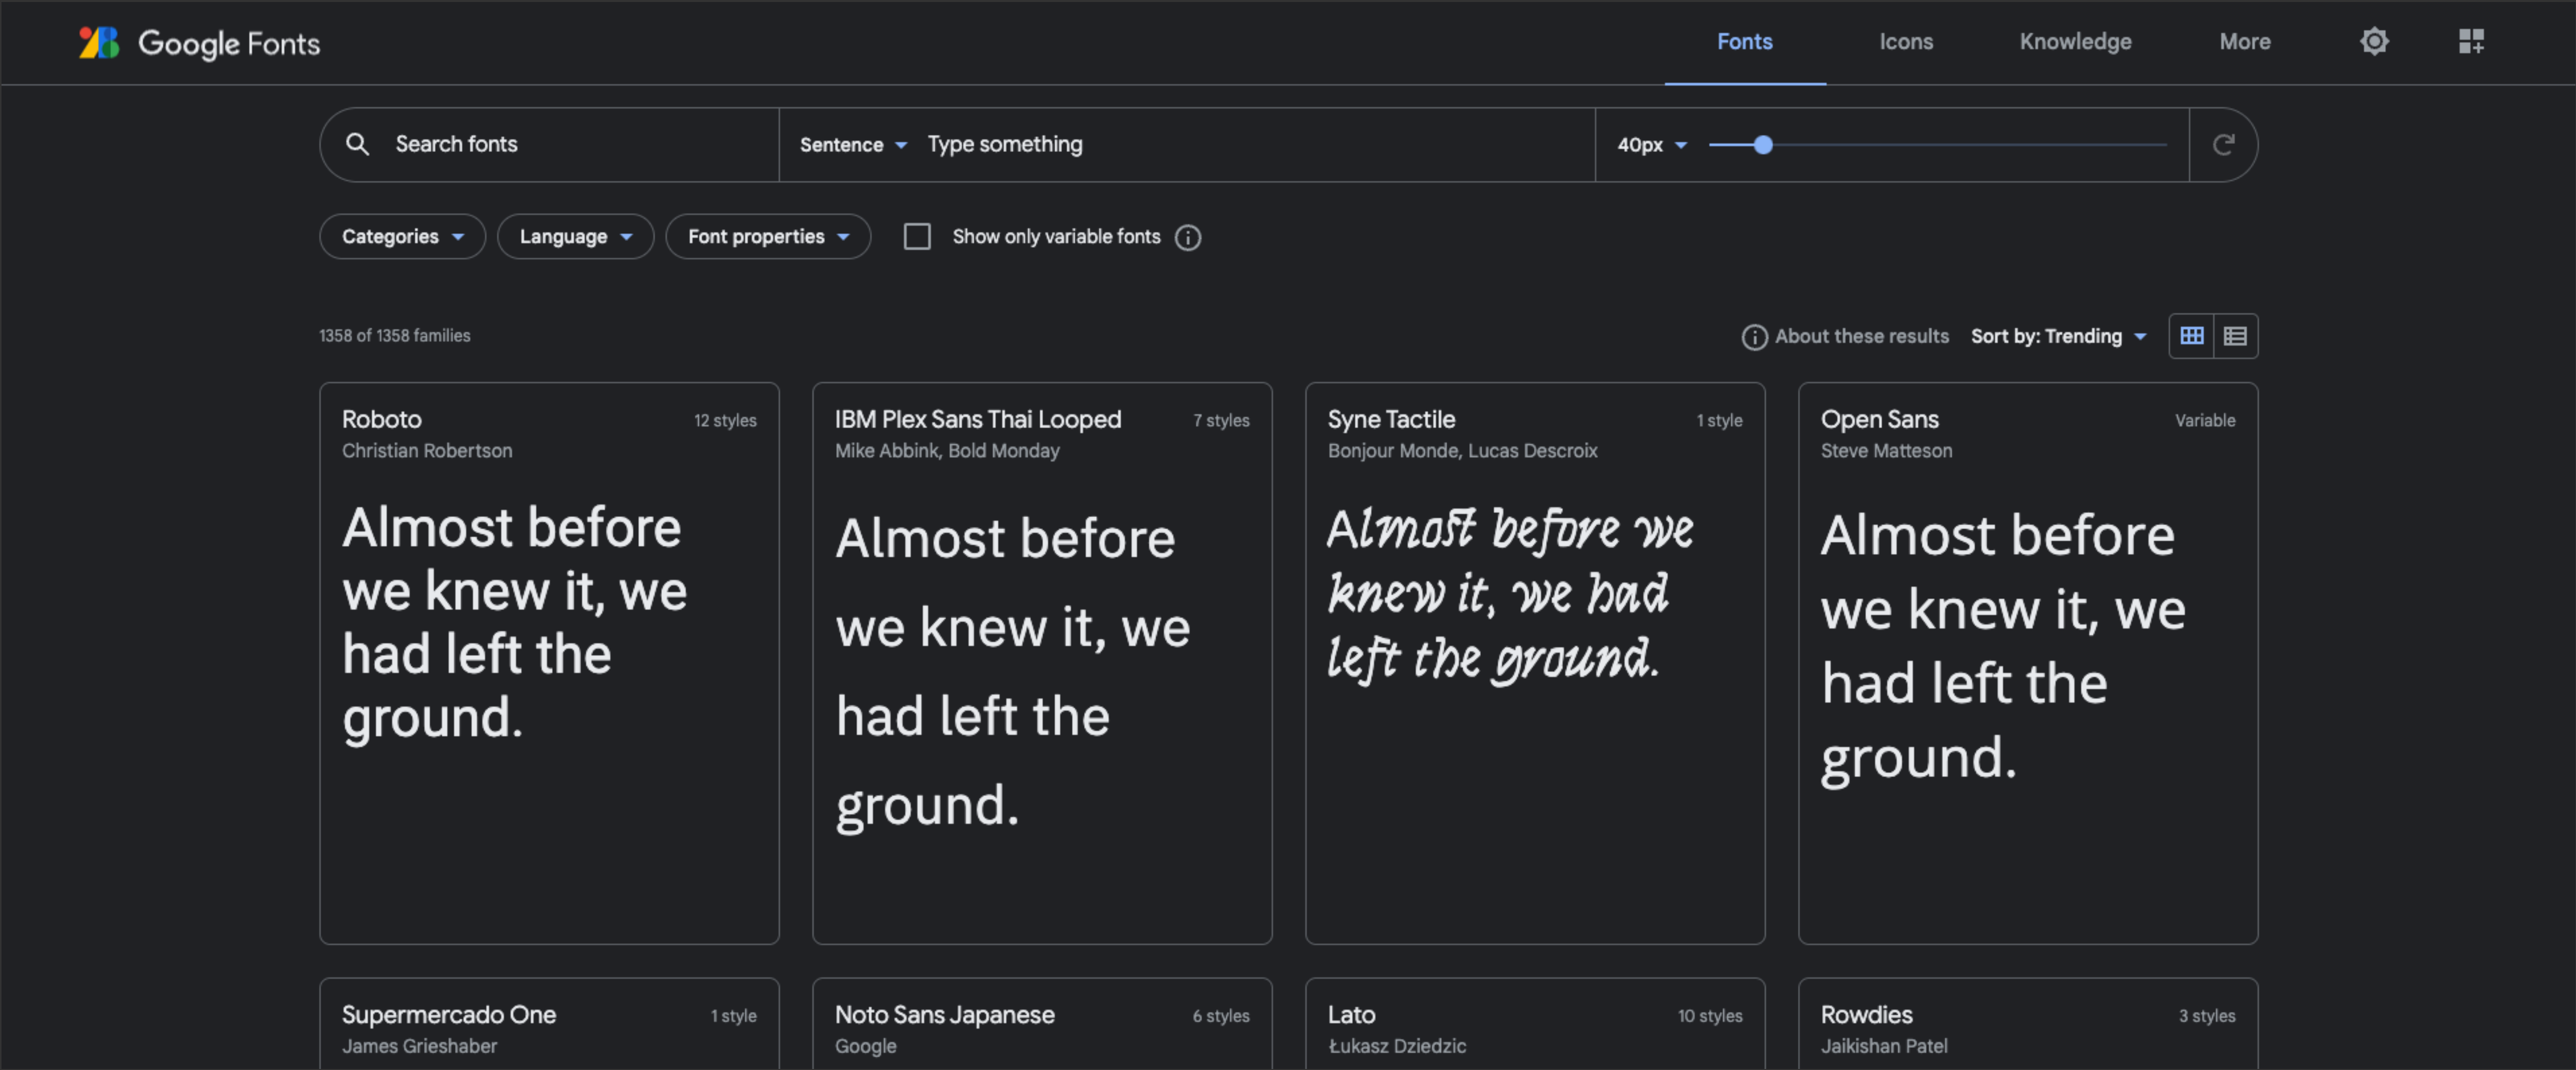 Google Fonts
Fonts
Icons
Knowledge
More
Search fonts
Sentence
Type something
40px
Categories
Language
Font properties
Show only variable fonts
1358 of 1358 families
About these results
Sort by: Trending
Roboto
12 styles
Christian Robertson
Almost before
we knew it, we
had left the
ground.
IBM Plex Sans Thai Looped
7 styles
Mike Abbink, Bold Monday
Almost before
we knew it, we
had left the
ground.
Syne Tactile
1 style
Bonjour Monde, Lucas Descroix
Almost before we
knew it, we had
left the ground.
Open Sans
Variable
Steve Matteson
Almost before
we knew it, we
had left the
ground.
Supermercado One
1 style
James Grieshaber
Noto Sans Japanese
6 styles
Google
Lato
10 styles
Łukasz Dziedzic
Rowdies
3 styles
Jaikishan Patel